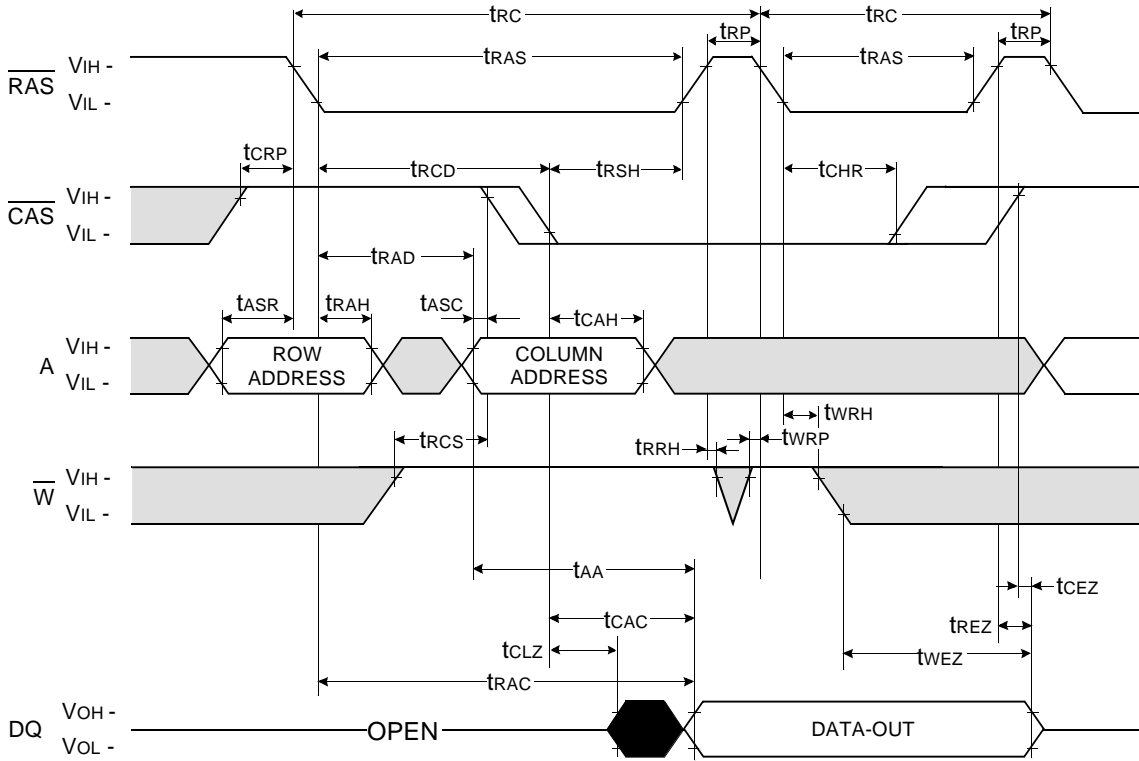 tRC tRC
tRP tRP
tRAS tRAS
RAS VIH -
VIL -
tCRP tRCD tRSH tCHR
CAS VIH -
VIL -
tRAD
tASR tRAH tASC tCAH
A VIH -
VIL -
ROW ADDRESS
COLUMN ADDRESS
tWRH
tRCS tRRH tWRP
W VIH -
VIL -
tAA
tCEZ
tCAC tREZ
tCLZ tWEZ
tRAC
DQ VOH -
VOL -
OPEN DATA-OUT